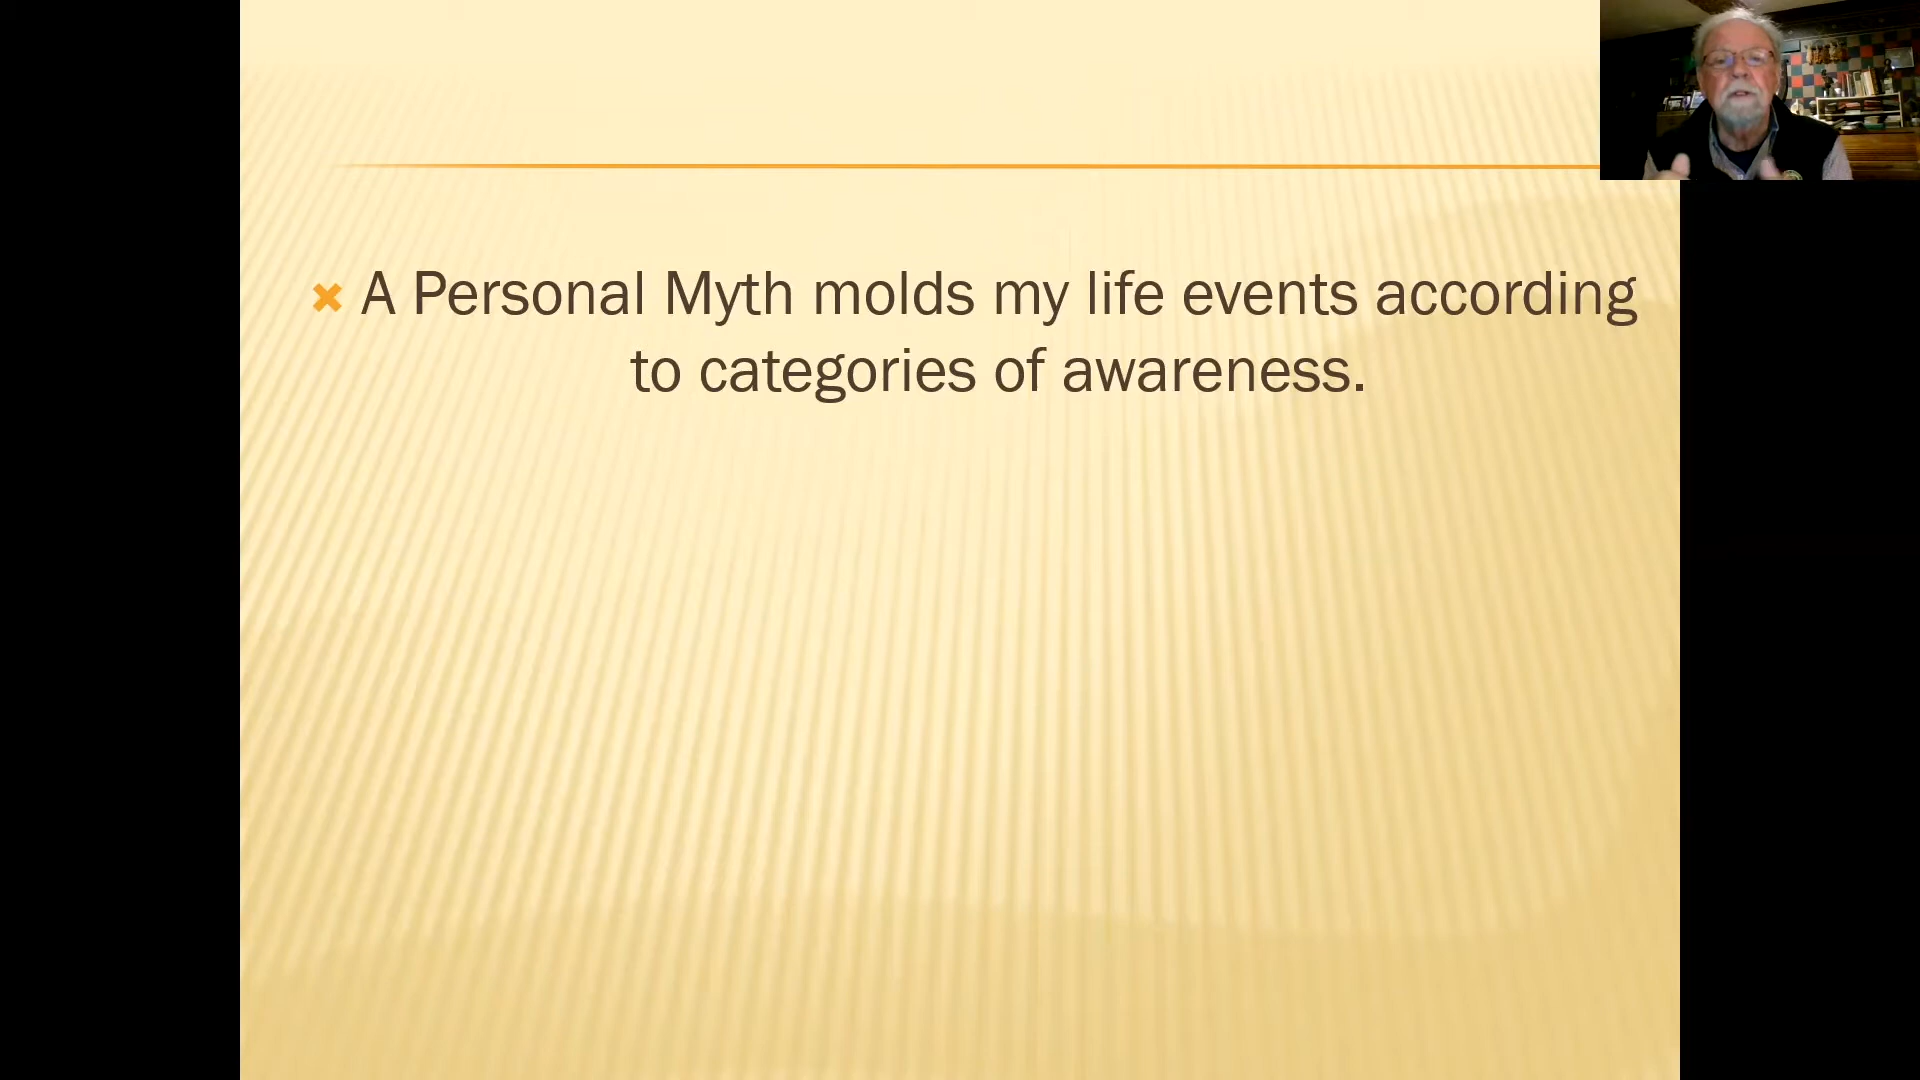 A Personal Myth molds my life events according
to categories of awareness.